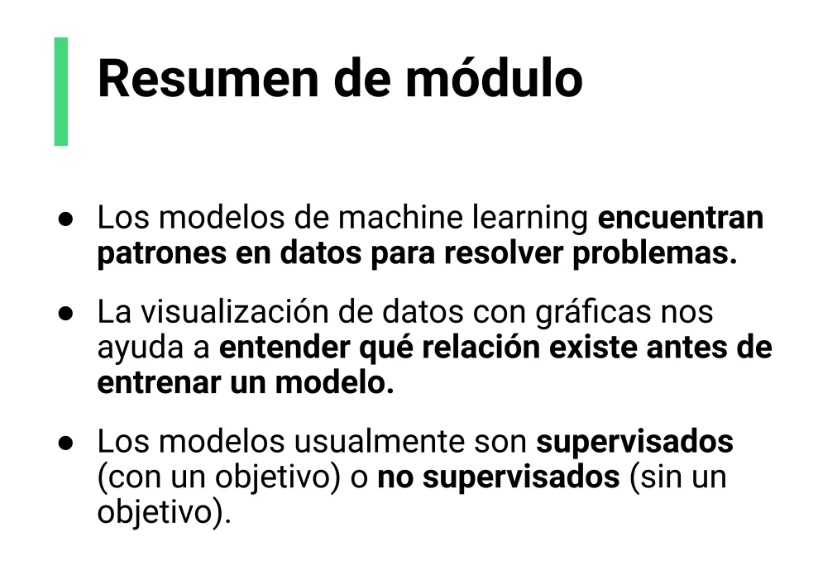 Resumen de módulo
● Los modelos de machine learning encuentran
patrones en datos para resolver problemas.
● La visualización de datos con gráficas nos
ayuda a entender qué relación existe antes de
entrenar un modelo.
● Los modelos usualmente son supervisados
(con un objetivo) o no supervisados (sin un
objetivo).